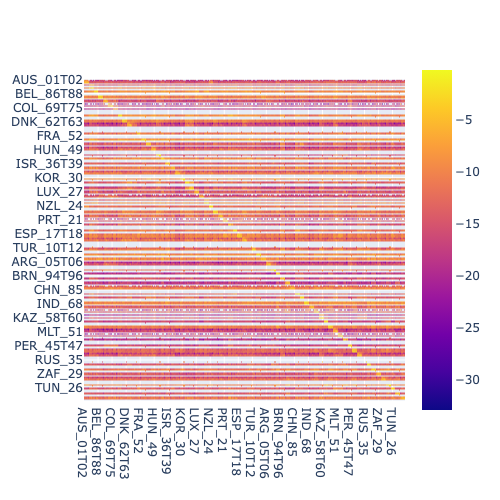 AUS_01T02
BEL_86T88
COL_69T75
DNK_62T63
FRA_52
HUN_49
ISR_36T39
KOR_30
LUX_27
NZL_24
PRT_21
ESP_17T18
TUR_10T12
ARG_05T06
BRN_94T96
CHN_85
IND_68
KAZ_58T60
MLT_51
PER_45T47
RUS_35
ZAF_29
TUN_26
AUS_01T02
BEL_86T88
COL_69T75
DNK_62T63
FRA_52
HUN_49
ISR_36T39
KOR_30
LUX_27
NZL_24
PRT_21
ESP_17T18
TUR_10T12
ARG_05T06
BRN_94T96
CHN_85
IND_68
KAZ_58T60
MLT_51
PER_45T47
RUS_35
ZAF_29
TUN_26
−5
−10
−15
−20
−25
−30